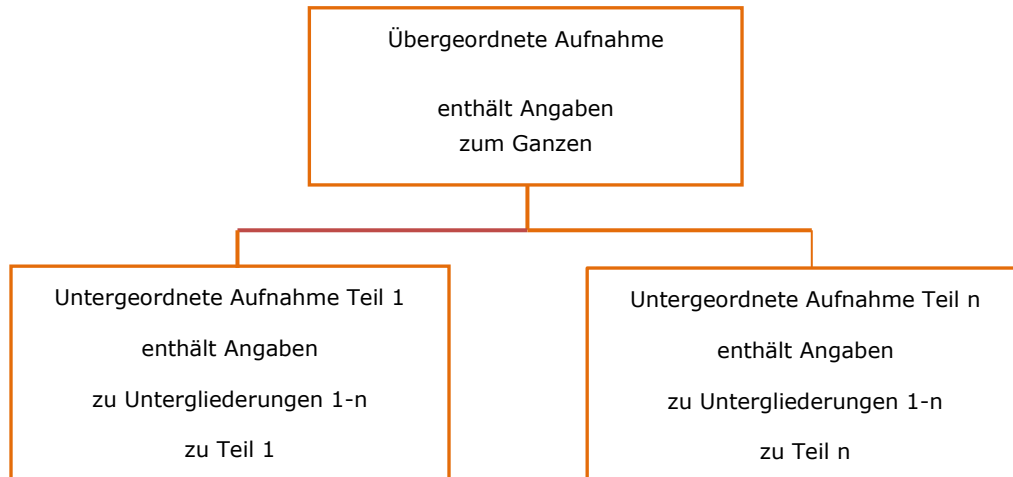 Übergeordnete Aufnahme
enthält Angaben
zum Ganzen
Untergeordnete Aufnahme Teil 1
enthält Angaben
zu Untergliederungen 1-n
zu Teil 1
Untergeordnete Aufnahme Teil n
enthält Angaben
zu Untergliederungen 1-n
zu Teil n